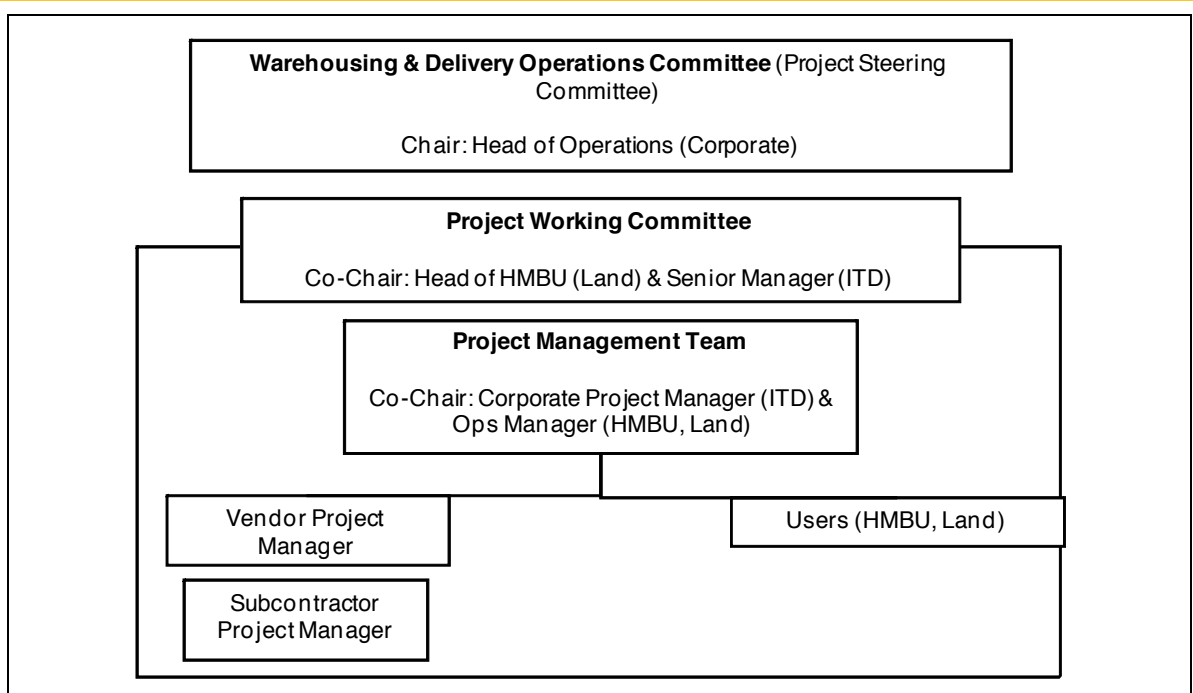 Warehousing & Delivery Operations Committee (Project Steering
Committee)
Chair: Head of Operations (Corporate)
Project Working Committee
Co-Chair: Head of HMBU (Land) & Senior Manager (ITD)
Project Management Team
Co-Chair: Corporate Project Manager (ITD) &
Ops Manager (HMBU, Land)
Vendor Project
Manager
Users (HMBU, Land)
Subcontractor
Project Manager